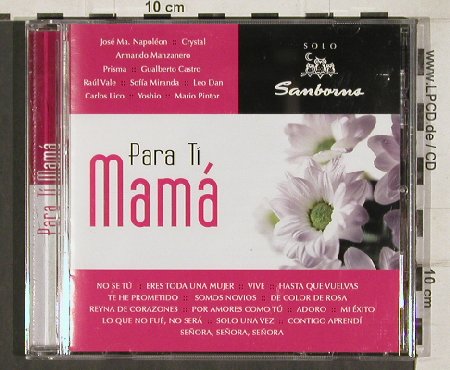 10 cm
José Ma. Napoléon :: Crystal
Armando Manzanero
Prisma :: Gualberto Castro
Raúl Vale :: Sofía Miranda :: Leo Dan
Carlos Lico :: Yoshio :: Mario Pintor
SOLO
Sanborns
Para Ti
Mamá
Para Ti Mamá
NO SE TÚ :: ERES TODA UNA MUJER :: VIVE :: HASTA QUE VUELVAS
TE HE PROMETIDO :: SOMOS NOVIOS :: DE COLOR DE ROSA
REYNA DE CORAZONES :: POR AMORES COMO TÚ :: ADORO :: MI ÉXITO
LO QUE NO FUÉ, NO SERÁ :: SOLO UNA VEZ :: CONTIGO APRENDÍ
SEÑORA, SEÑORA, SEÑORA
www.LPCD.de / CD
10 cm